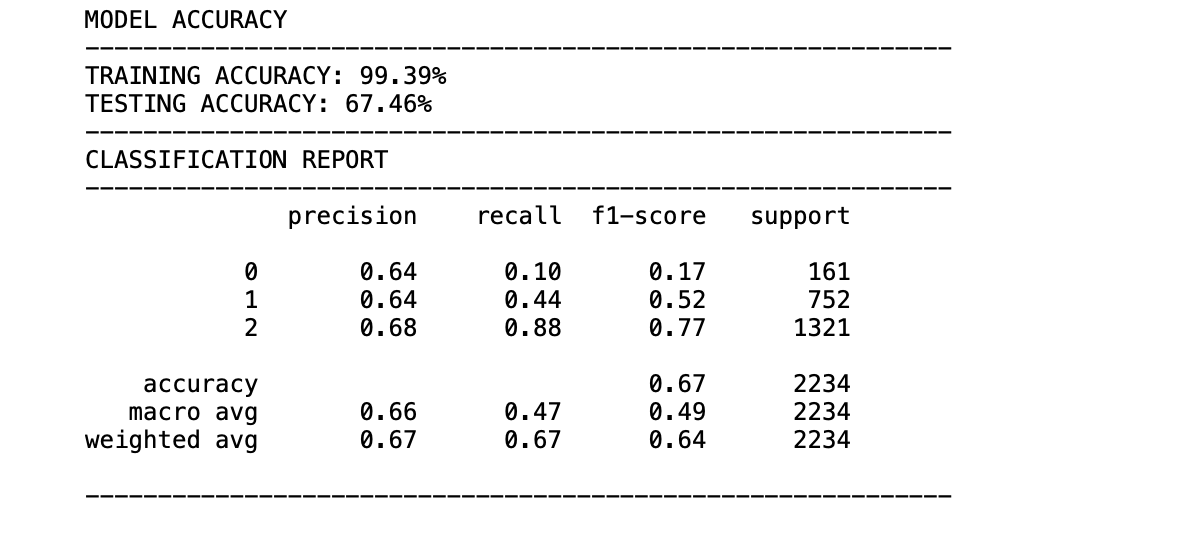 MODEL ACCURACY
------------------------------------------------------------
TRAINING ACCURACY: 99.39%
TESTING ACCURACY: 67.46%
------------------------------------------------------------
CLASSIFICATION REPORT
------------------------------------------------------------
              precision    recall  f1-score   support

           0       0.64      0.10      0.17       161
           1       0.64      0.44      0.52       752
           2       0.68      0.88      0.77      1321

    accuracy                           0.67      2234
   macro avg       0.66      0.47      0.49      2234
weighted avg       0.67      0.67      0.64      2234

------------------------------------------------------------